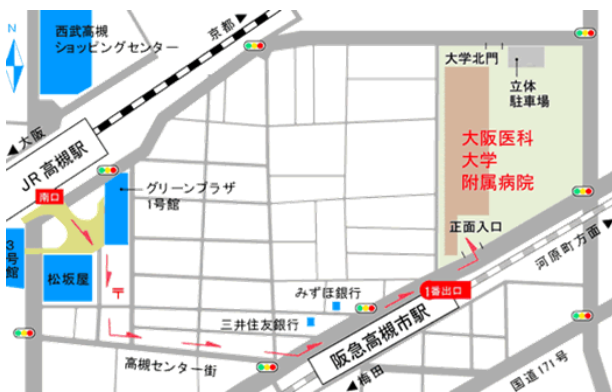 N
西武高槻
ショッピングセンター
京都▶
◀大阪
JR 高槻駅
南口
グリーンプラザ
1号館
3号館
松坂屋
〒
大学北門
立体
駐車場
大阪医科
大学
附属病院
正面入口
河原町方面▶
みずほ銀行
1番出口
三井住友銀行
阪急高槻市駅
高槻センター街
◀梅田
国道171号